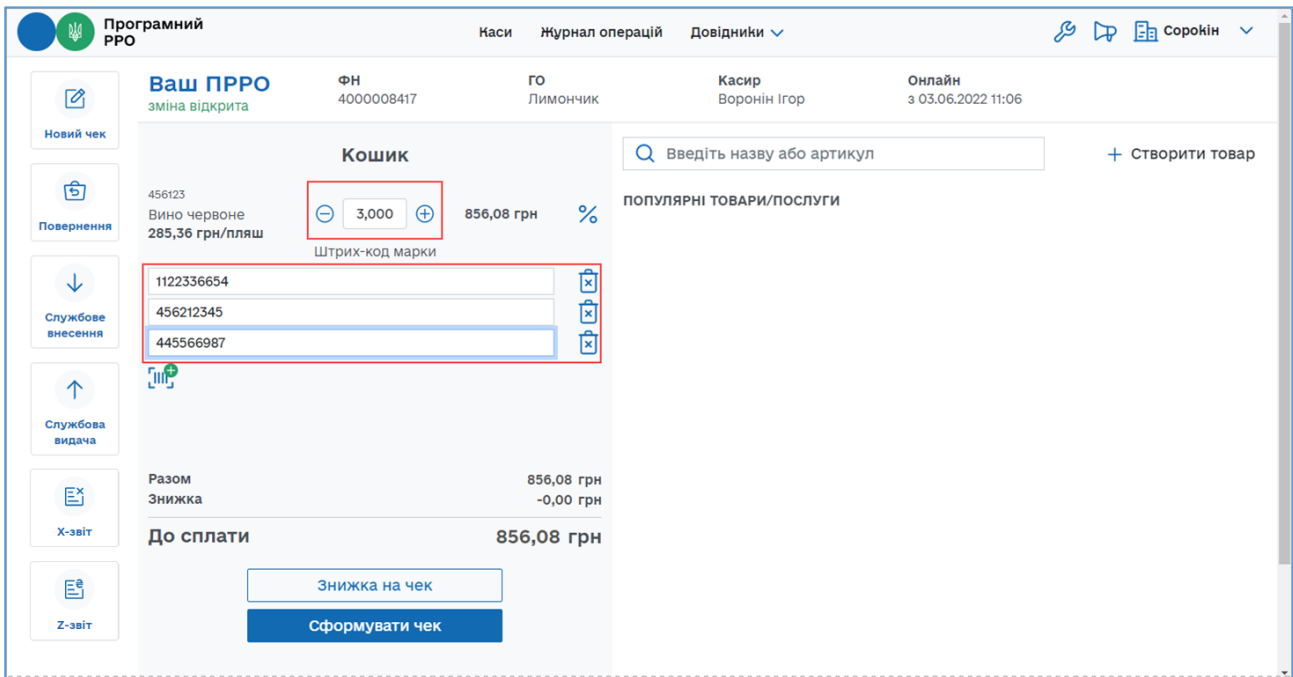 Програмний
РРО
Каси Журнал операцій Довідники
Сорокін
Новий чек
Повернення
Службове
внесення
Службова
видача
X-звіт
Z-звіт
Ваш ПРРО
зміна відкрита
ФН
4000008417
ГО
Лимончик
Касир
Воронін Ігор
Онлайн
з 03.06.2022 11:06
Кошик
456123
Вино червоне
285,36 грн/пляш
3,000
856,08 грн
%
Штрих-код марки
1122336654
456212345
445566987
Разом 856,08 грн
Знижка -0,00 грн
До сплати 856,08 грн
Знижка на чек
Сформувати чек
Введіть назву або артикул
+ Створити товар
ПОПУЛЯРНІ ТОВАРИ/ПОСЛУГИ